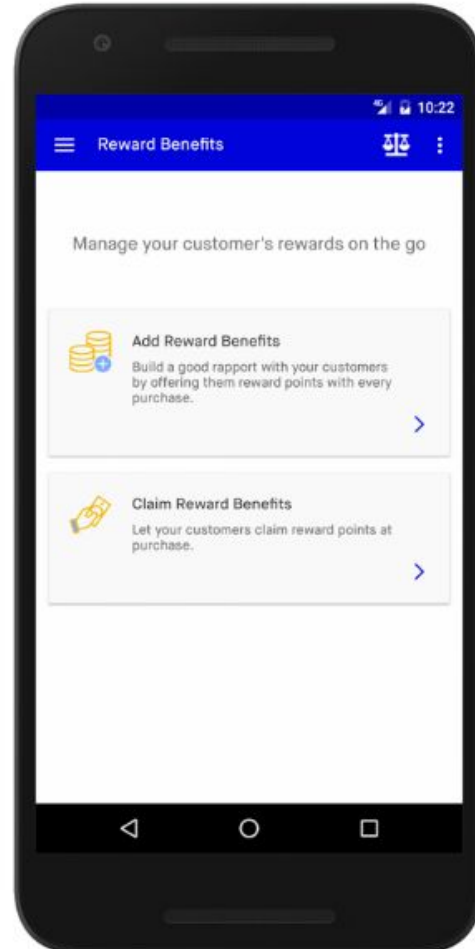 4G 10:22
Reward Benefits
Manage your customer's rewards on the go
Add Reward Benefits
Build a good rapport with your customers
by offering them reward points with every
purchase.
Claim Reward Benefits
Let your customers claim reward points at
purchase.